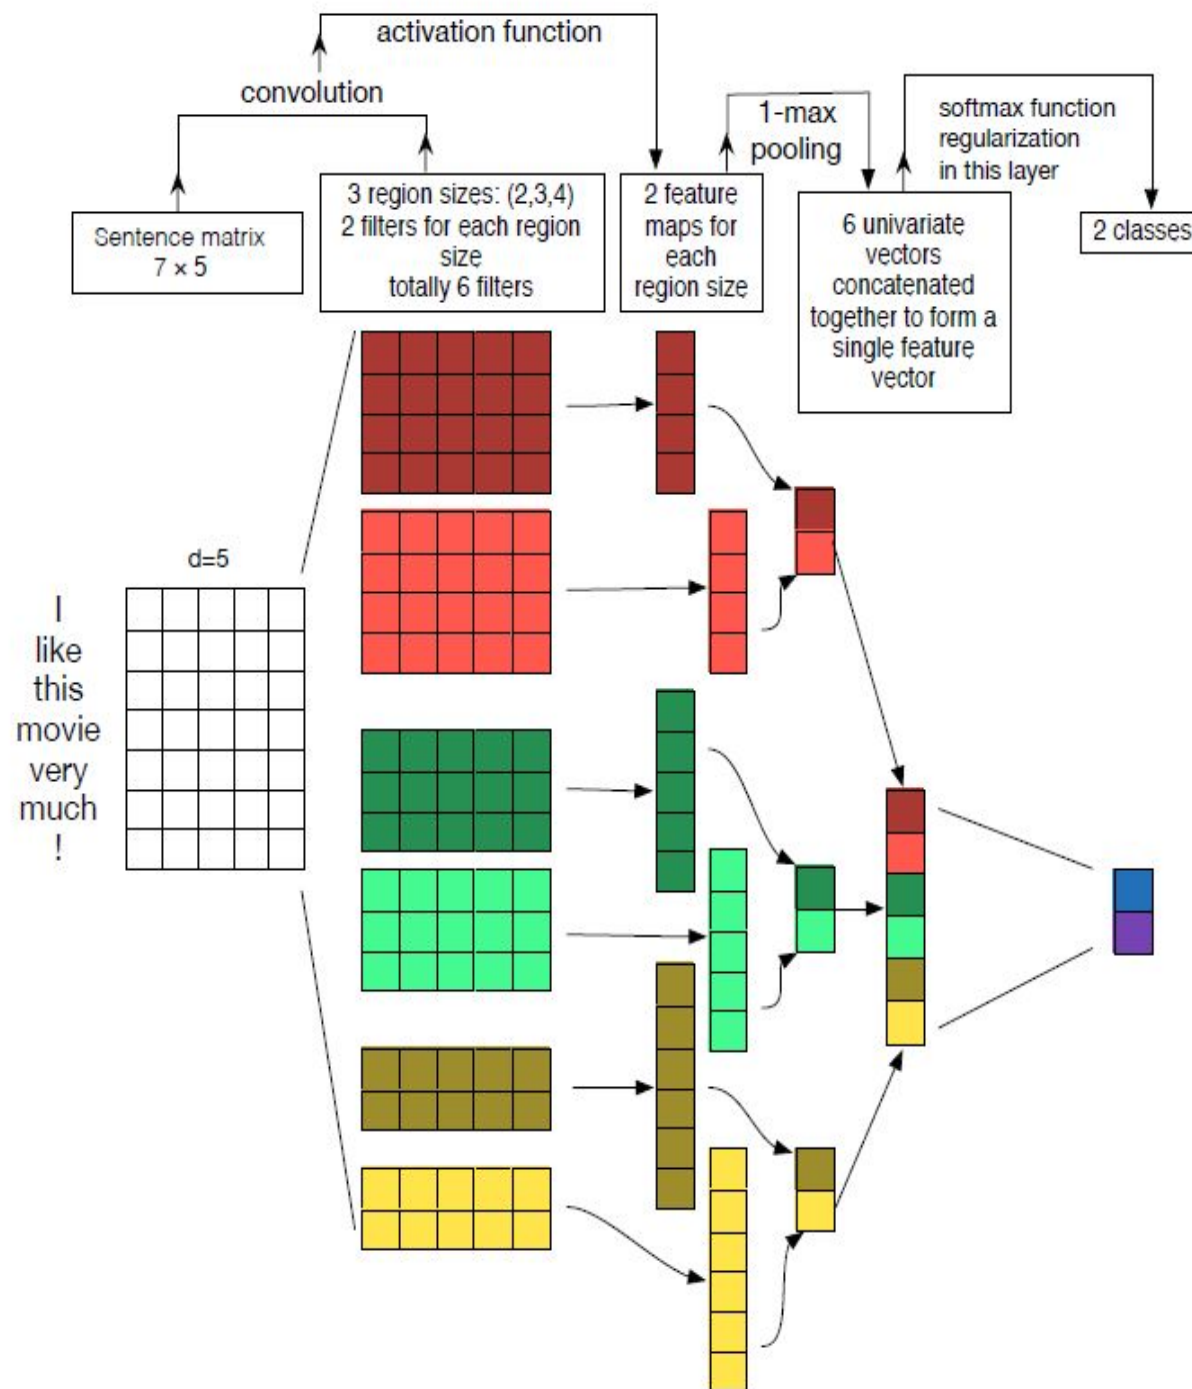 activation function
convolution
1-max
pooling
softmax function
regularization
in this layer
Sentence matrix
7 × 5
3 region sizes: (2,3,4)
2 filters for each region
size
totally 6 filters
2 feature
maps for
each
region size
6 univariate
vectors
concatenated
together to form a
single feature
vector
2 classes
d=5
I
like
this
movie
very
much
!